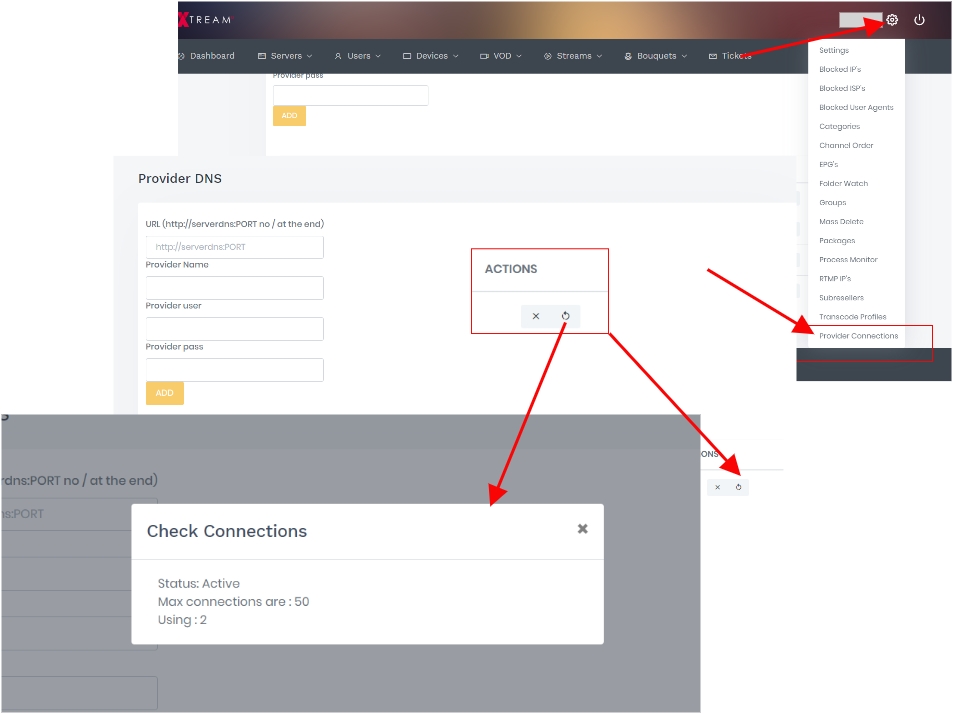 XTREAM
Dashboard
Servers
Users
Devices
VOD
Streams
Bouquets
Tickets
Settings
Blocked IP's
Blocked ISP's
Blocked User Agents
Categories
Channel Order
EPG's
Folder Watch
Groups
Mass Delete
Packages
Process Monitor
RTMP IP's
Subresellers
Transcode Profiles
Provider Connections
Provider pass
ADD
Provider DNS
URL (http://serverdns:PORT no / at the end)
http://serverdns:PORT
Provider Name
Provider user
Provider pass
ADD
ACTIONS
ONS
rdns:PORT no / at the end)
ns:PORT
Check Connections
Status: Active
Max connections are : 50
Using : 2